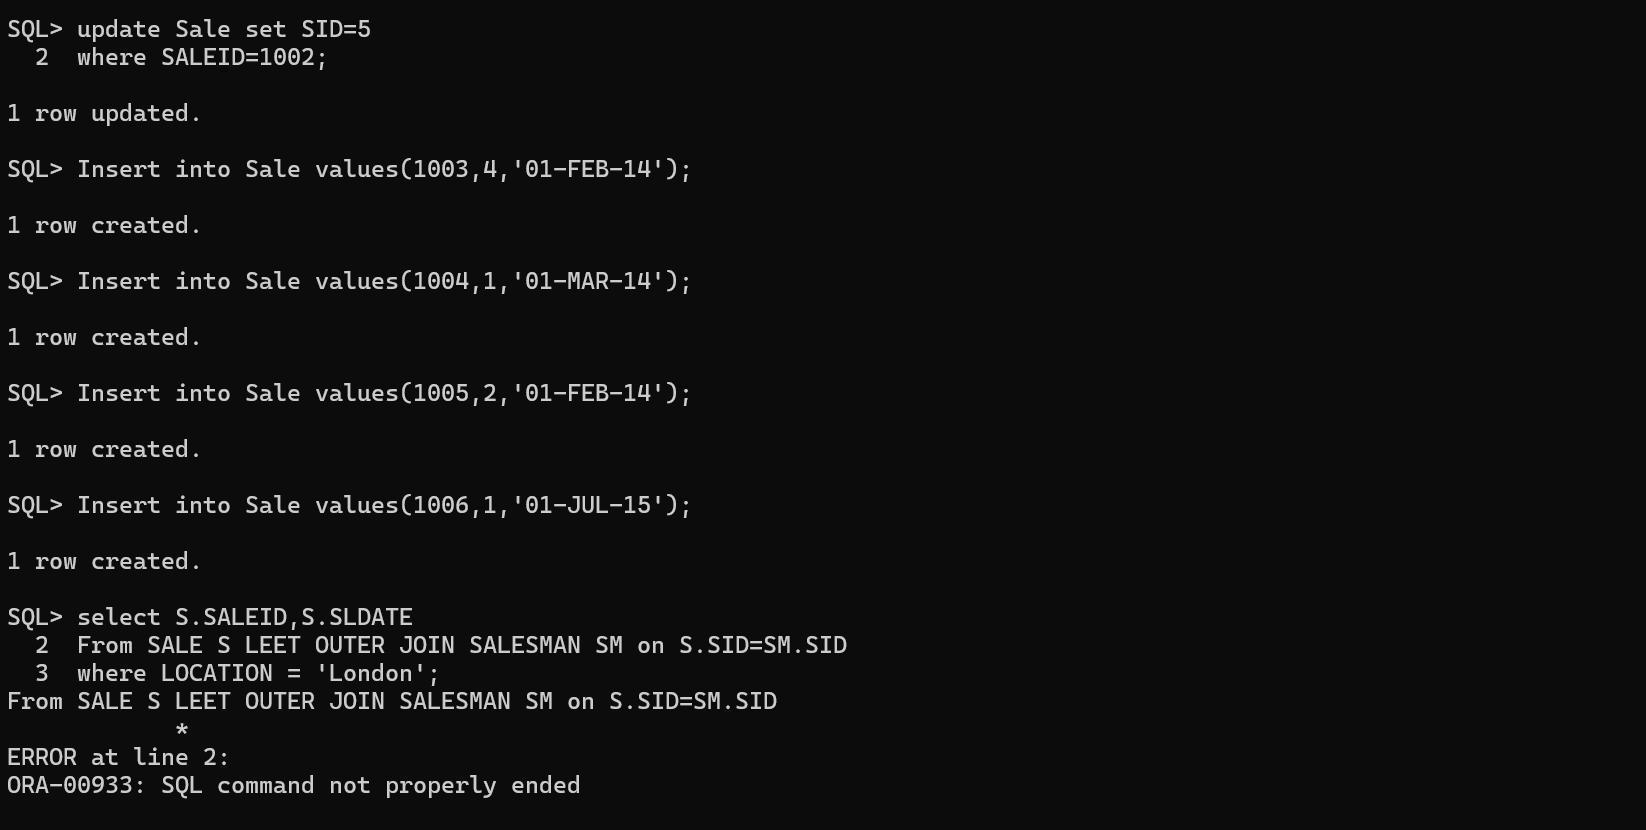 SQL> update Sale set SID=5
  2  where SALEID=1002;
1 row updated.
SQL> Insert into Sale values(1003,4,'01-FEB-14');
1 row created.
SQL> Insert into Sale values(1004,1,'01-MAR-14');
1 row created.
SQL> Insert into Sale values(1005,2,'01-FEB-14');
1 row created.
SQL> Insert into Sale values(1006,1,'01-JUL-15');
1 row created.
SQL> select S.SALEID,S.SLDATE
  2  From SALE S LEET OUTER JOIN SALESMAN SM on S.SID=SM.SID
  3  where LOCATION = 'London';
From SALE S LEET OUTER JOIN SALESMAN SM on S.SID=SM.SID
            *
ERROR at line 2:
ORA-00933: SQL command not properly ended